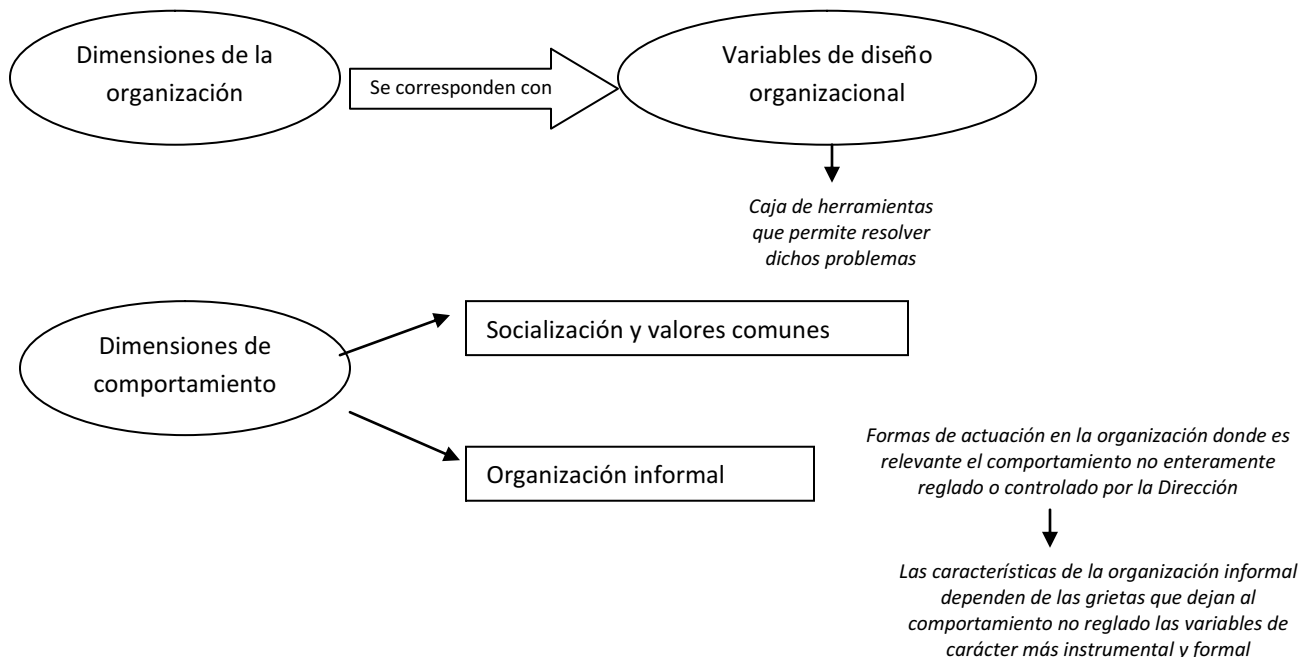 Dimensiones de la
organización
Se corresponden con
Variables de diseño
organizacional
Caja de herramientas
que permite resolver
dichos problemas
Dimensiones de
comportamiento
Socialización y valores comunes
Organización informal
Formas de actuación en la organización donde es
relevante el comportamiento no enteramente
reglado o controlado por la Dirección
Las características de la organización informal
dependen de las grietas que dejan al
comportamiento no reglado las variables de
carácter más instrumental y formal